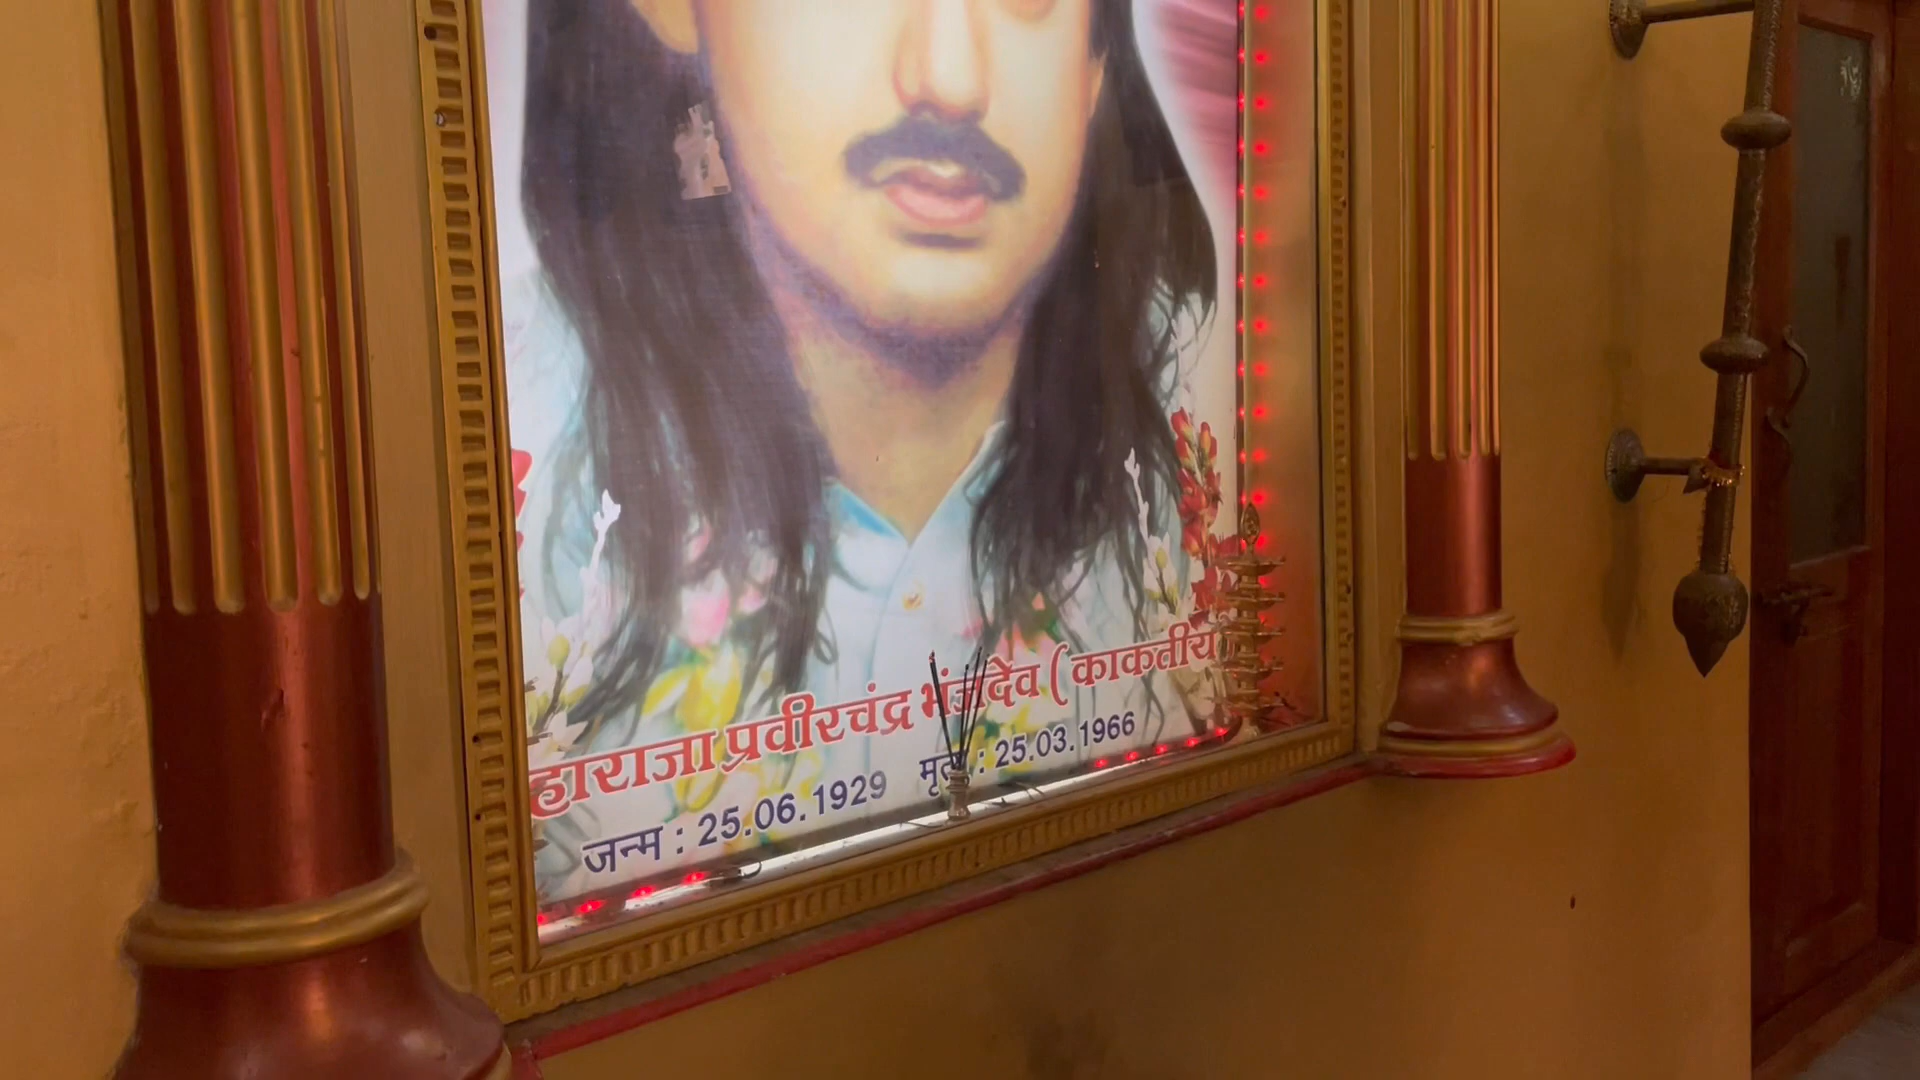 हाराजा प्रवीरचंद्र भंजदेव ( काकतीय
जन्म : 25.06.1929 मृत्यु : 25.03.1966